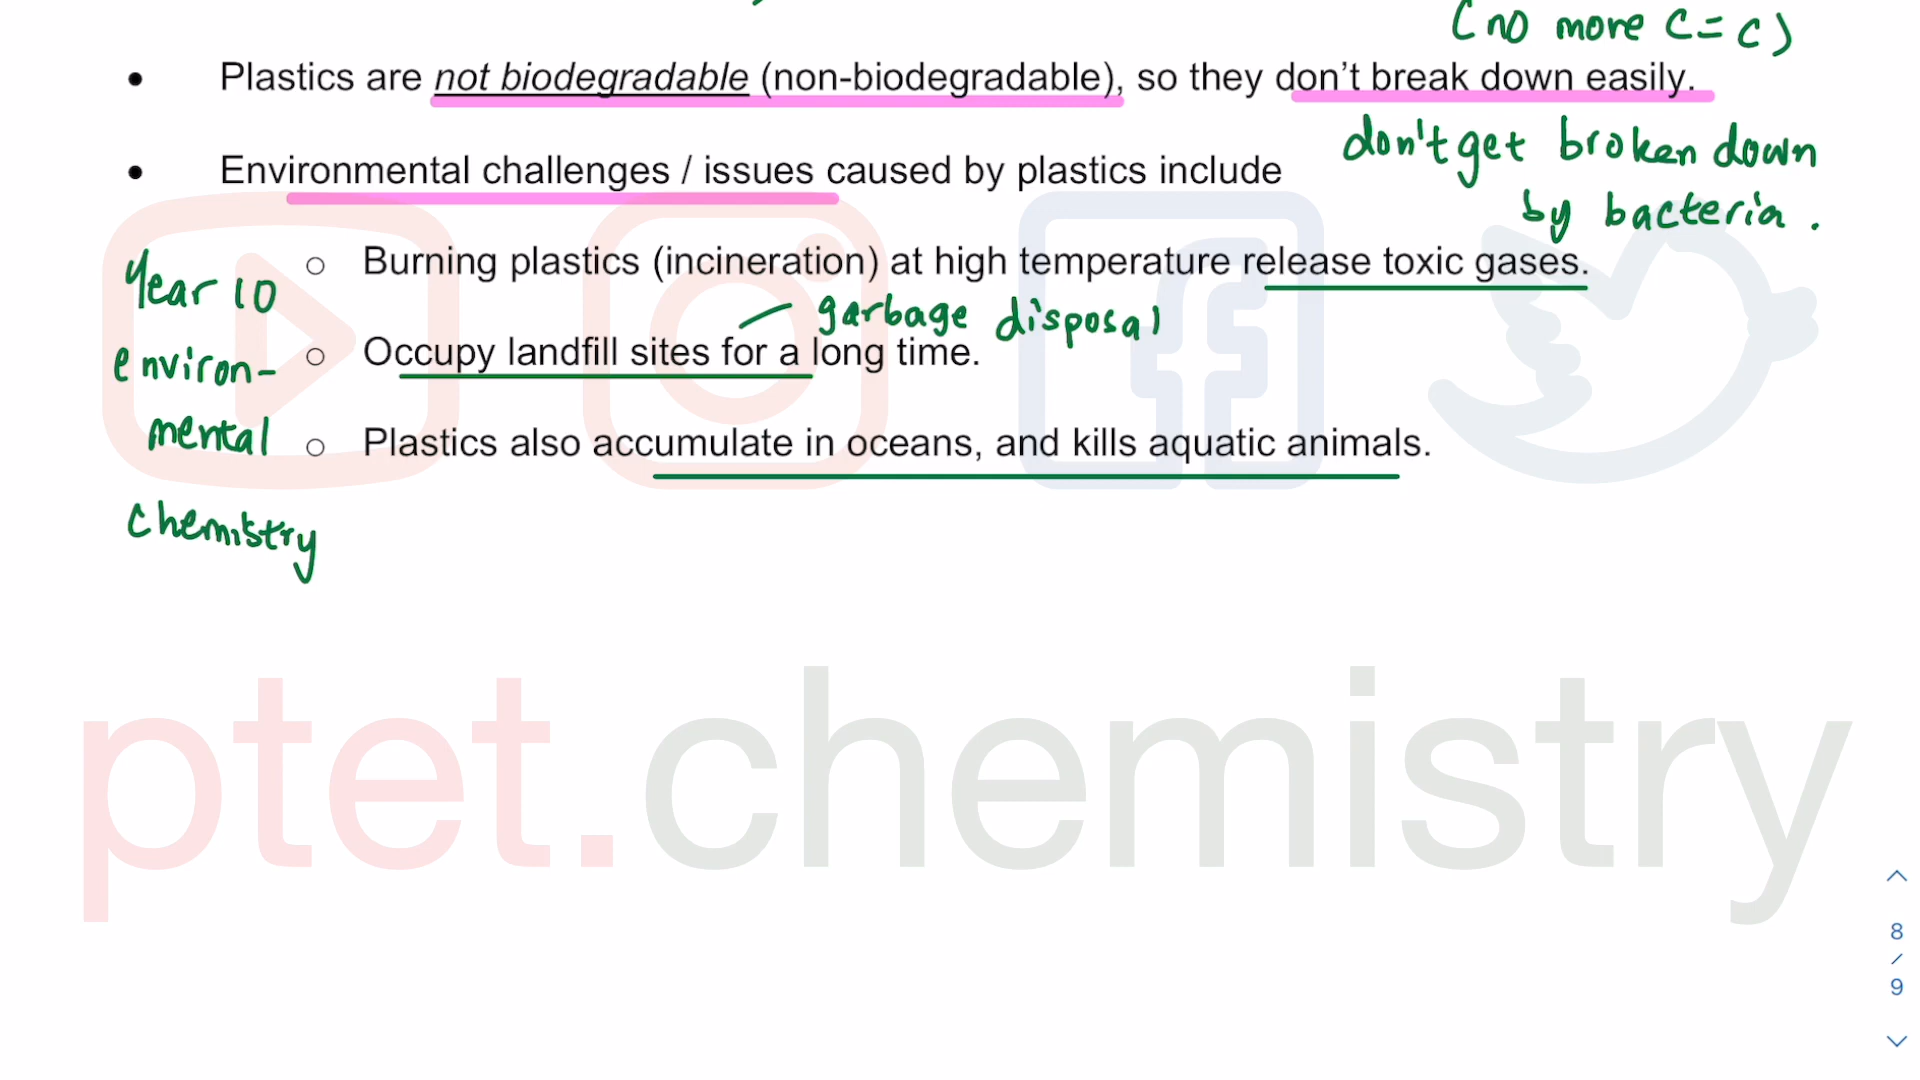 (no more C=C)
• Plastics are not biodegradable (non-biodegradable), so they don’t break down easily.
don't get broken down
by bacteria.
• Environmental challenges / issues caused by plastics include
Year 10
environ-
mental
chemistry
o Burning plastics (incineration) at high temperature release toxic gases.
garbage disposal
o Occupy landfill sites for a long time.
o Plastics also accumulate in oceans, and kills aquatic animals.
ptet.chemistry
8
/
9